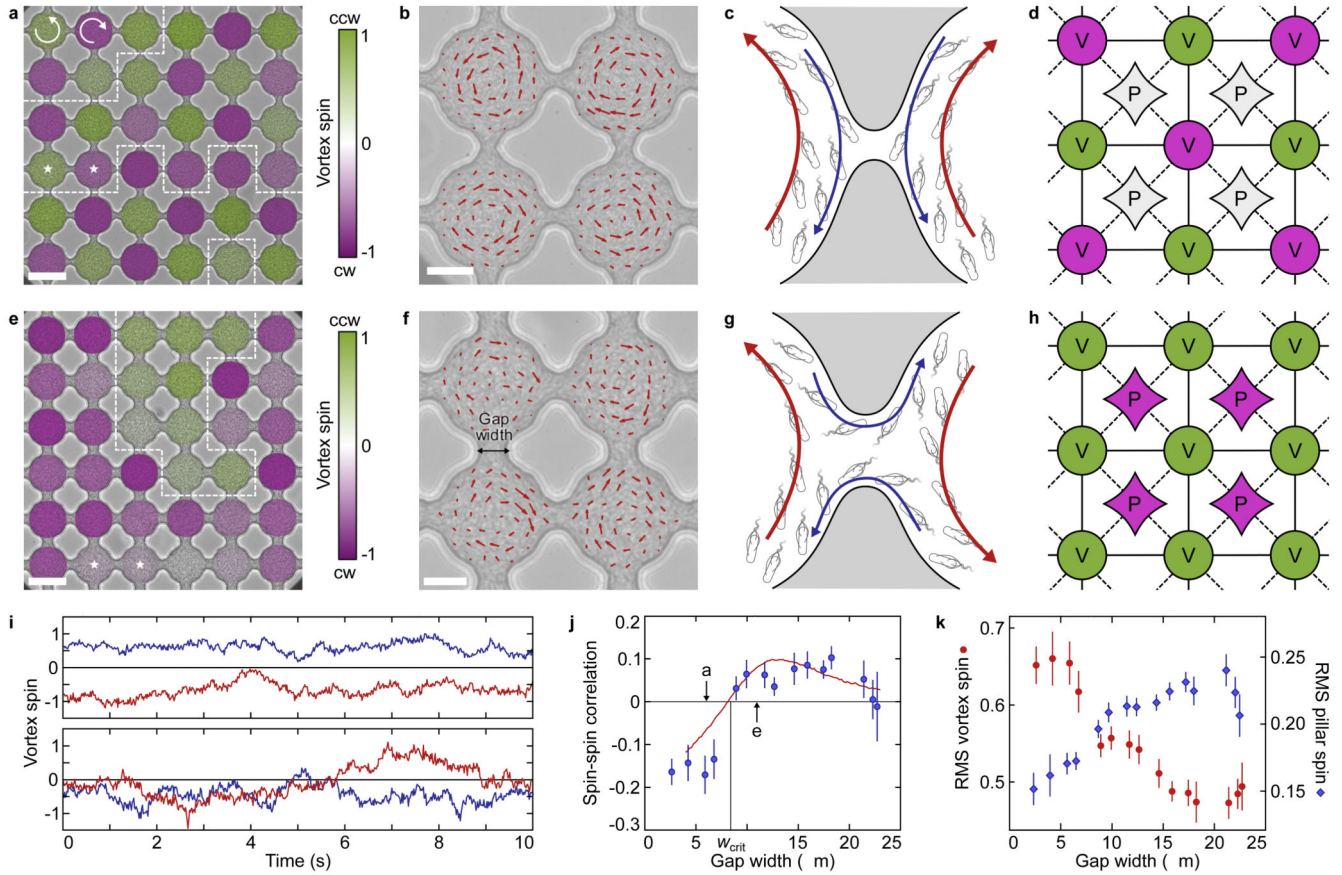 a
b
c
d
ccw
1
Vortex spin
0
-1
cw
V V V
P P
V V V
P P
V V V
e
f
g
h
ccw
1
Vortex spin
0
-1
cw
Gap
width
V V V
P P
V V V
P P
V V V
i
Vortex spin
1
0
-1
1
0
-1
0 2 4 6 8 10
Time (s)
j
Spin-spin correlation
0.2
0.1
0
-0.1
-0.2
-0.3
a
e
0 5 10 15 20 25
wcrit
Gap width ( m)
k
RMS vortex spin
0.7
0.6
0.5
0.25
0.20
0.15
RMS pillar spin
0 5 10 15 20 25
Gap width ( m)